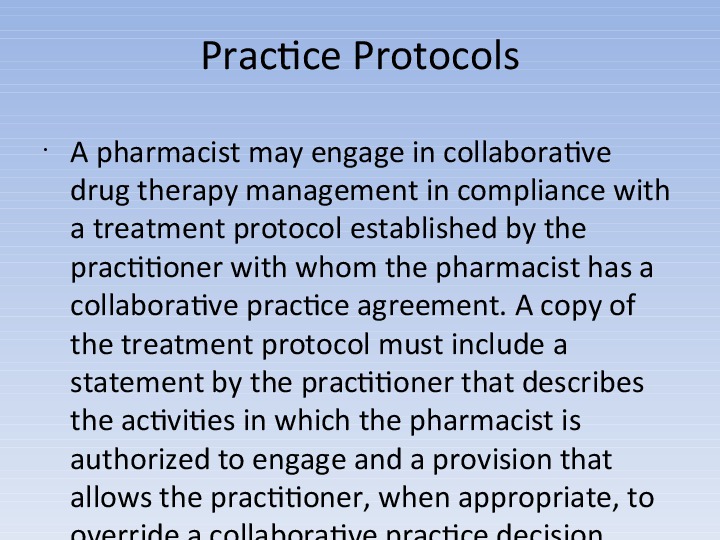 Practice Protocols
• A pharmacist may engage in collaborative
drug therapy management in compliance with
a treatment protocol established by the
practitioner with whom the pharmacist has a
collaborative practice agreement. A copy of
the treatment protocol must include a
statement by the practitioner that describes
the activities in which the pharmacist is
authorized to engage and a provision that
allows the practitioner, when appropriate, to
override a collaborative practice decision